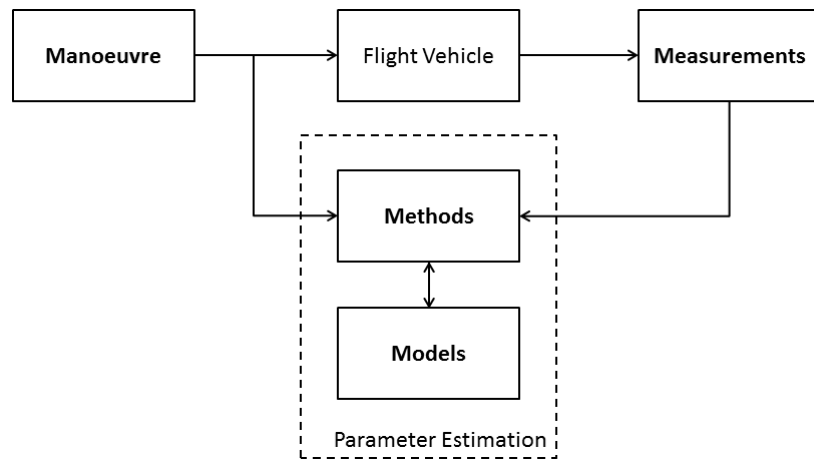 Manoeuvre
Flight Vehicle
Measurements
Methods
Models
Parameter Estimation